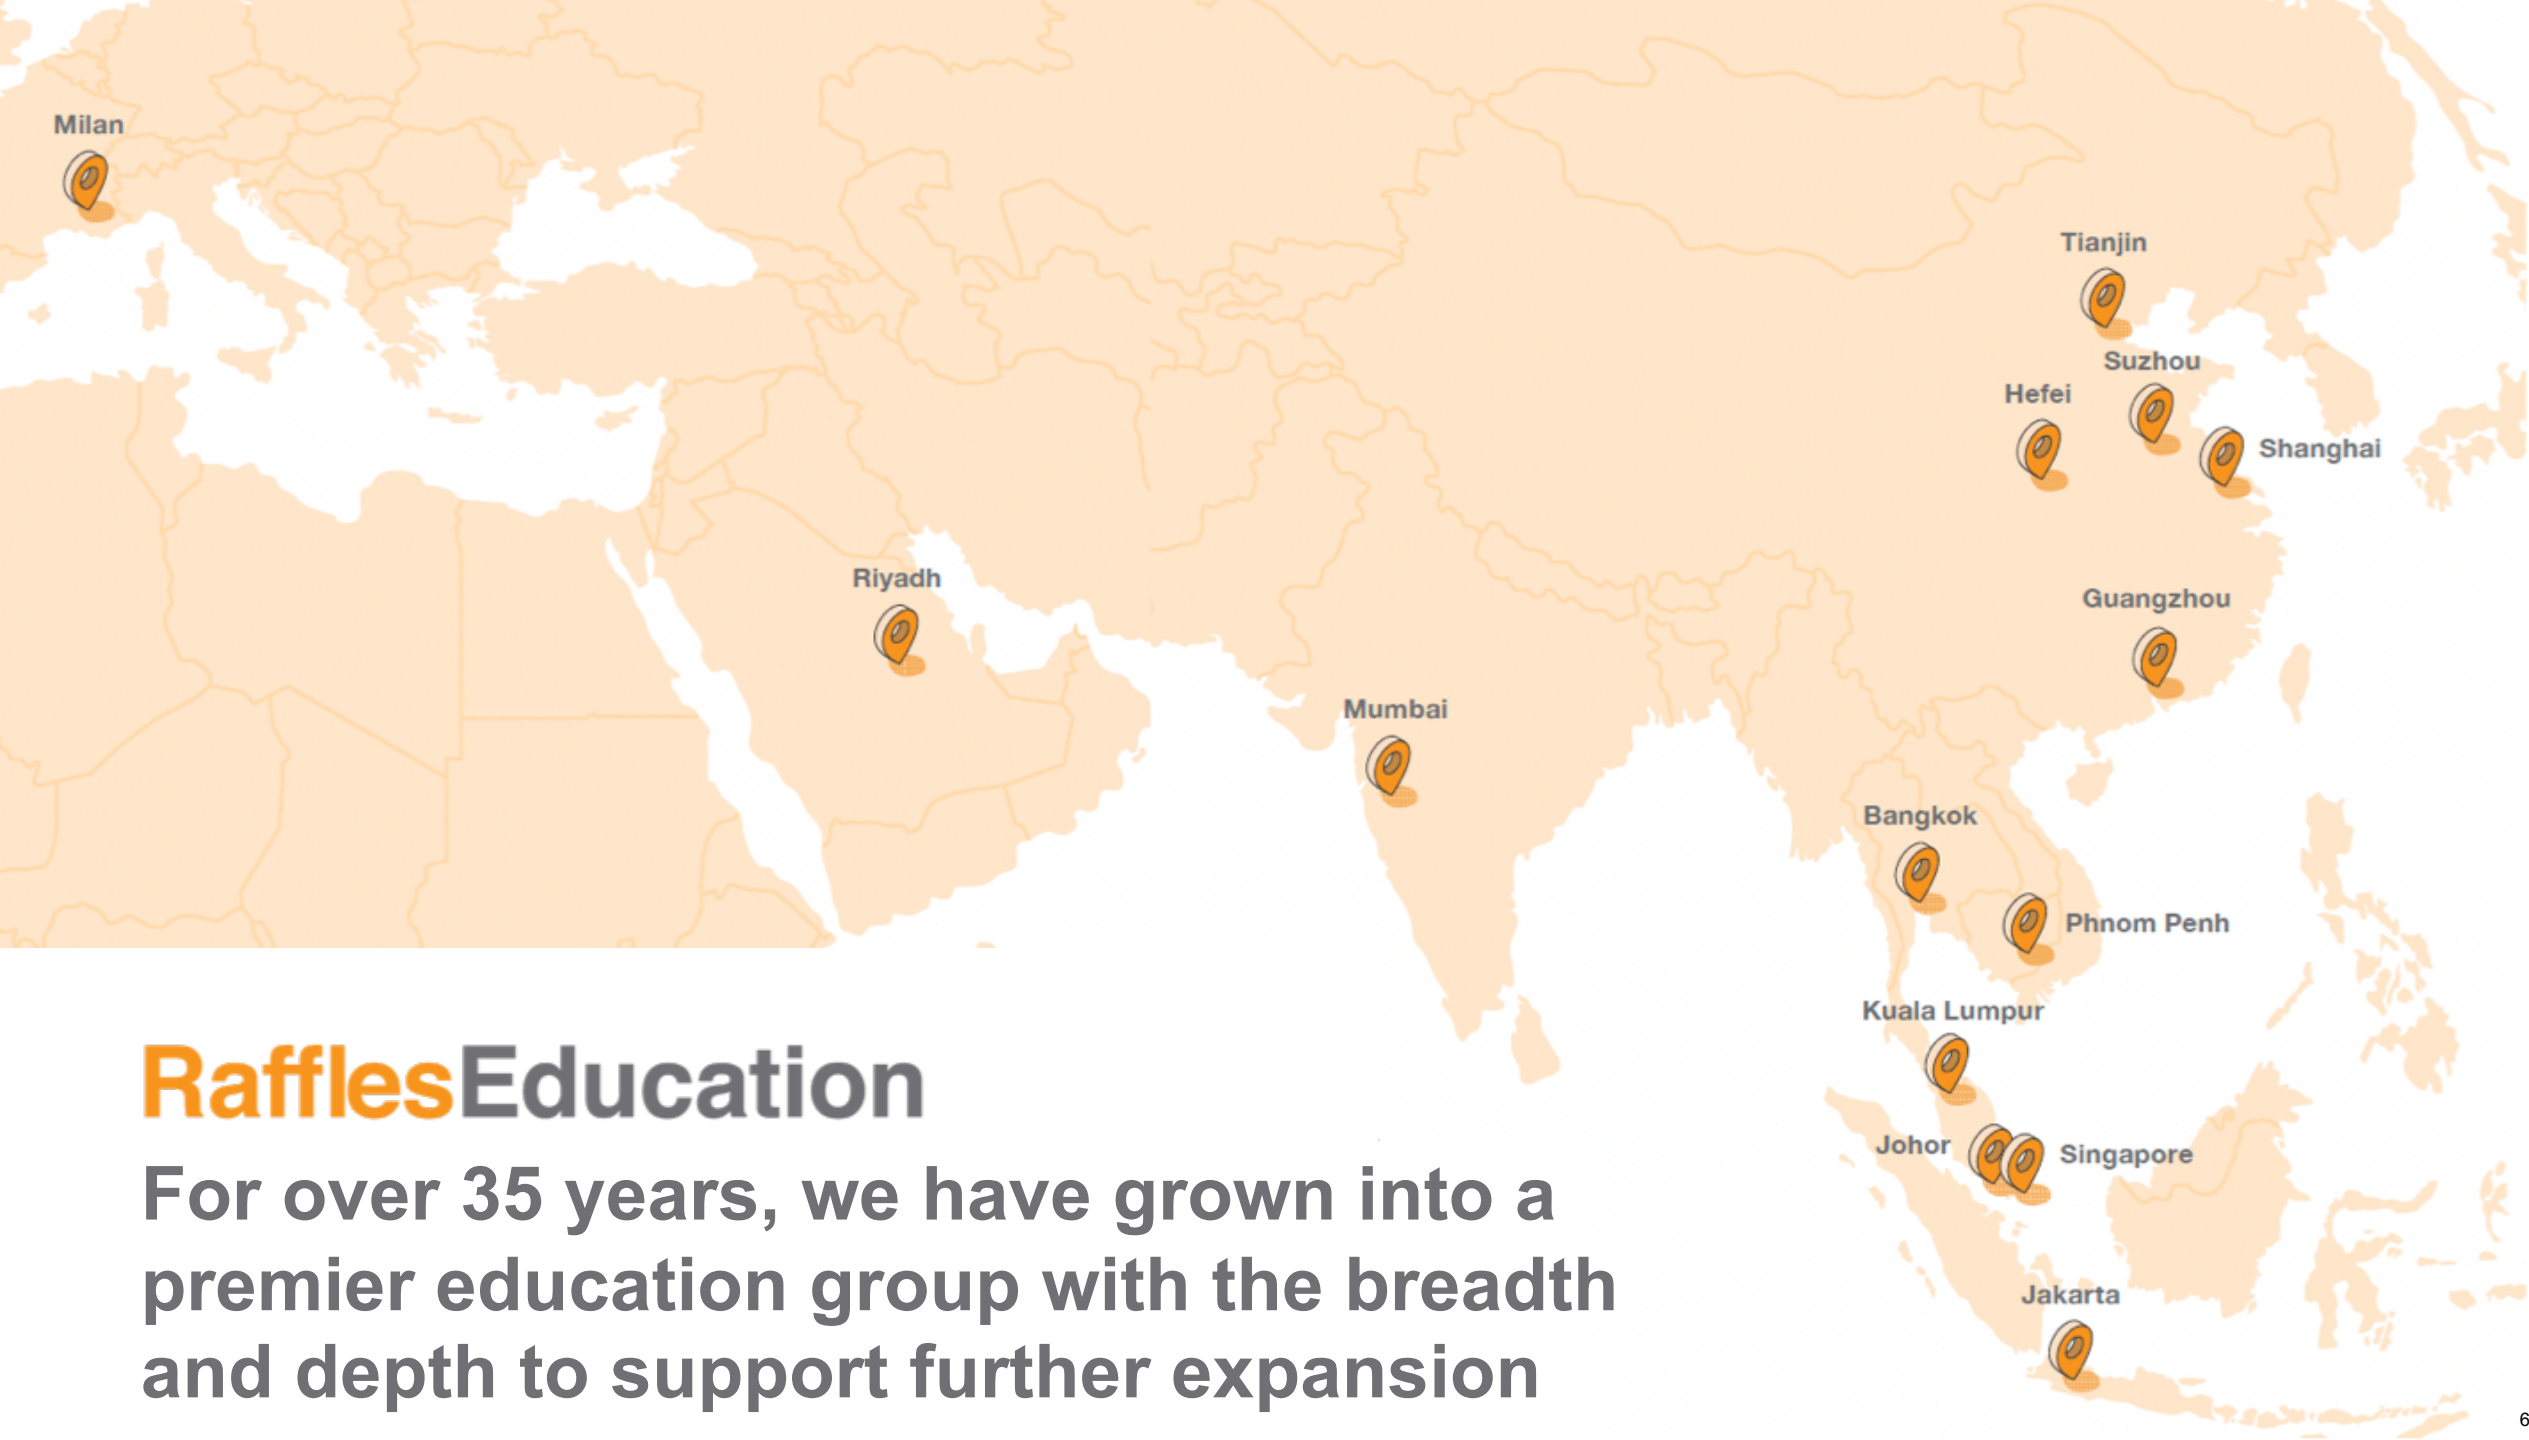 Milan
Tianjin
Suzhou
Hefei
Shanghai
Riyadh
Guangzhou
Mumbai
Bangkok
Phnom Penh
Kuala Lumpur
Johor
Singapore
Jakarta
RafflesEducation
For over 35 years, we have grown into a
premier education group with the breadth
and depth to support further expansion
6